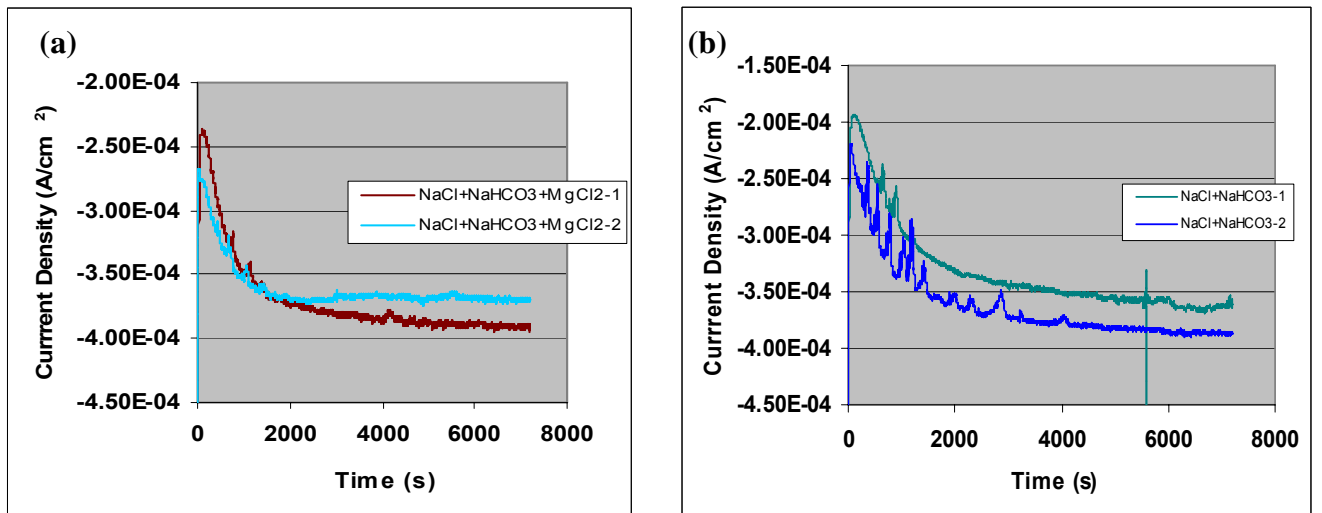 (a)
-2.00E-04
-2.50E-04
-3.00E-04
-3.50E-04
-4.00E-04
-4.50E-04
0 2000 4000 6000 8000
Time (s)
Currrent Density (A/cm ²)
NaCl+NaHCO3+MgCl2-1
NaCl+NaHCO3+MgCl2-2
(b)
-1.50E-04
-2.00E-04
-2.50E-04
-3.00E-04
-3.50E-04
-4.00E-04
-4.50E-04
0 2000 4000 6000 8000
Time (s)
Currrent Density (A/cm ²)
NaCl+NaHCO3-1
NaCl+NaHCO3-2